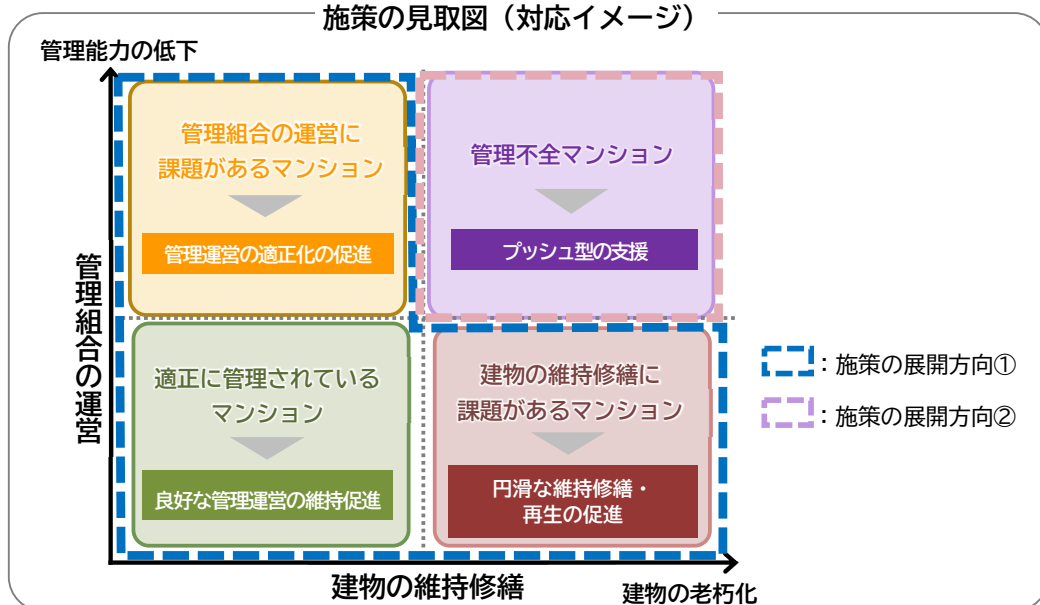 施策の見取図（対応イメージ）
管理能力の低下
管理組合の運営に
課題があるマンション
管理運営の適正化の促進
管理不全マンション
プッシュ型の支援
管理組合の運営
適正に管理されている
マンション
良好な管理運営の維持促進
建物の維持修繕に
課題があるマンション
円滑な維持修繕・
再生の促進
：施策の展開方向①
：施策の展開方向②
建物の維持修繕
建物の老朽化